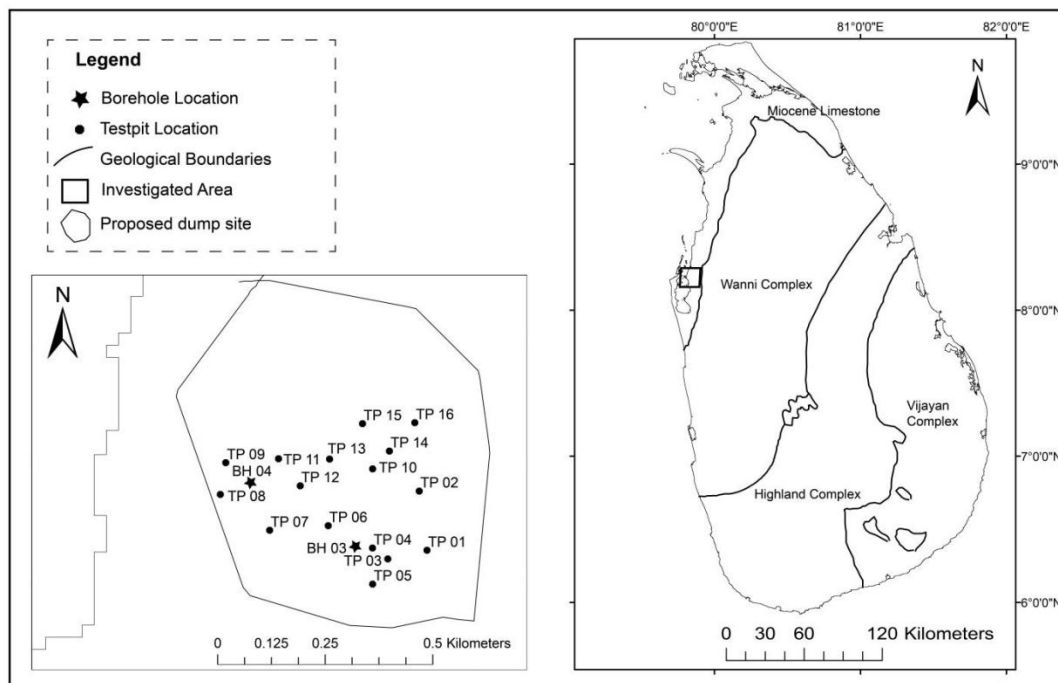 Legend
Borehole Location
Testpit Location
Geological Boundaries
Investigated Area
Proposed dump site
N
TP 15
TP 16
TP 14
TP 13
TP 11
TP 09
BH 04
TP 10
TP 12
TP 08
TP 02
TP 07
TP 06
BH 03
TP 04
TP 03
TP 01
TP 05
0 0.125 0.25 0.5 Kilometers
80°0'0"E 81°0'0"E 82°0'0"E
N
Miocene Limestone
9°0'0"N
Wanni Complex
8°0'0"N
Vijayan
Complex
7°0'0"N
Highland Complex
6°0'0"N
0 30 60 120 Kilometers